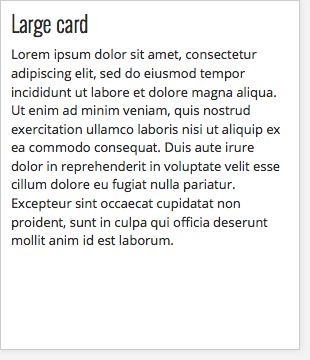 Large card
Lorem ipsum dolor sit amet, consectetur
adipiscing elit, sed do eiusmod tempor
incididunt ut labore et dolore magna aliqua.
Ut enim ad minim veniam, quis nostrud
exercitation ullamco laboris nisi ut aliquip ex
ea commodo consequat. Duis aute irure
dolor in reprehenderit in voluptate velit esse
cillum dolore eu fugiat nulla pariatur.
Excepteur sint occaecat cupidatat non
proident, sunt in culpa qui officia deserunt
mollit anim id est laborum.